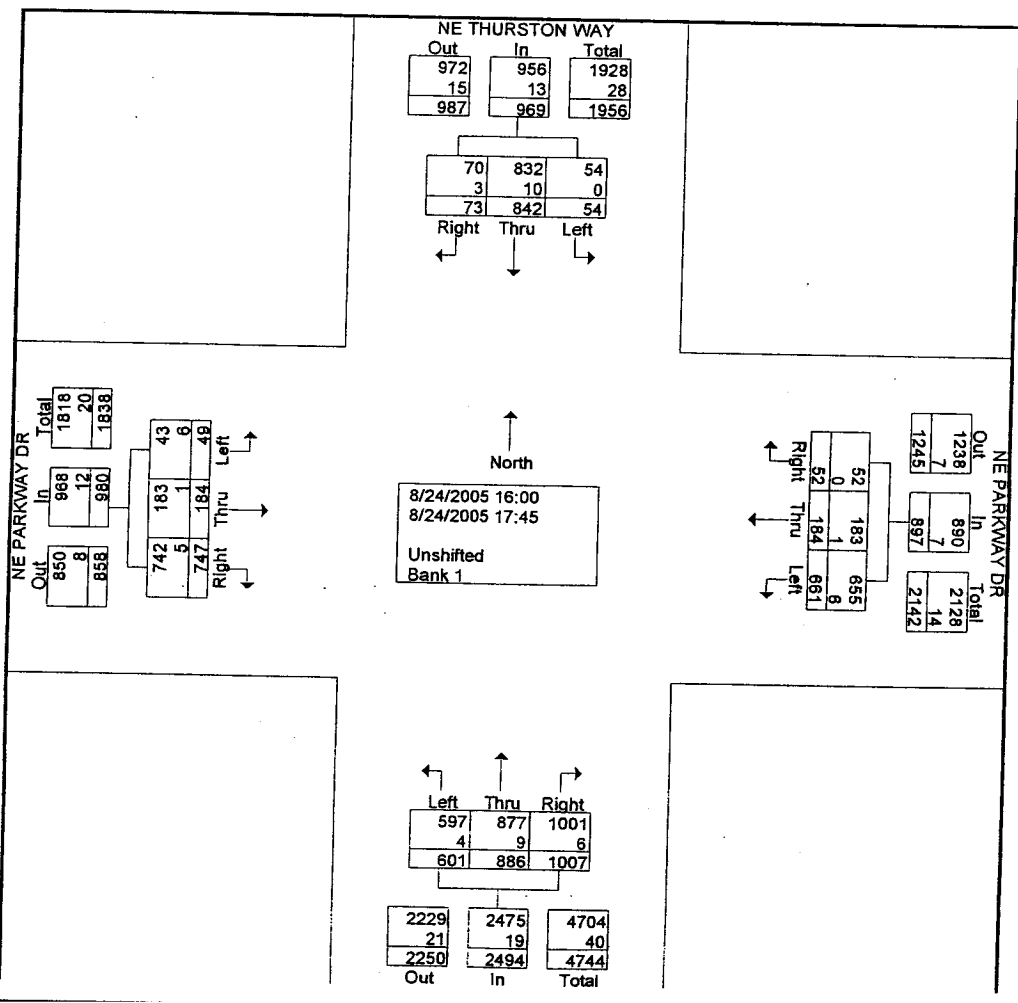 NE THURSTON WAY
Out In Total
972 956 1928
15 13 28
987 969 1956
70 832 54
3 10 0
73 842 54
Right Thru Left
NE PARKWAY DR
Total In Out
1818 968 850
20 12 8
1838 980 858
43 183 742
6 1 5
49 184 747
Left Thru Right
North
8/24/2005 16:00
8/24/2005 17:45
Unshifted
Bank 1
NE PARKWAY DR
Out In Total
1238 890 2128
7 7 14
1245 897 2142
52 183 655
0 1 6
52 184 661
Right Thru Left
Left Thru Right
597 877 1001
4 9 6
601 886 1007
2229 2475 4704
21 19 40
2250 2494 4744
Out In Total